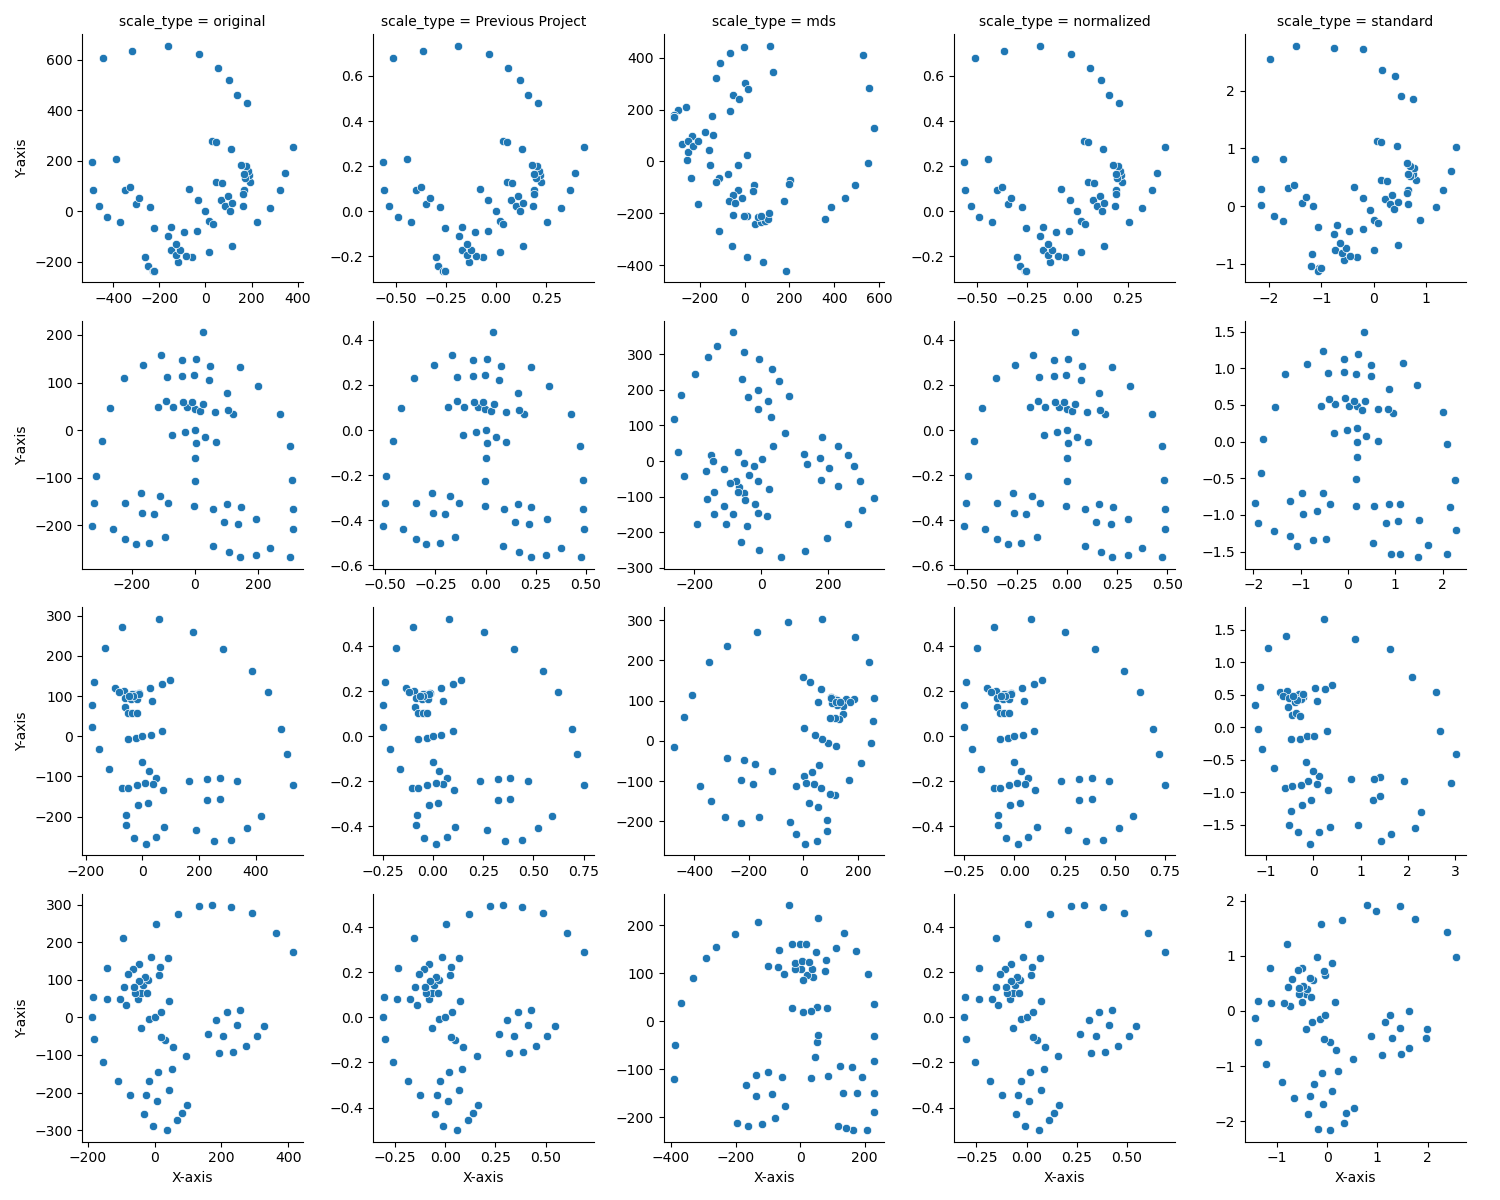 scale_type = original scale_type = Previous Project scale_type = mds scale_type = normalized scale_type = standard
600 0.6 400 0.6 2
400 0.4 200 0.4 1
200 0.2 0 0.2 0
0 0.0 −200 0.0 −1
−200 −0.2 −400 −0.2
Y-axis
−400 −200 0 200 400 −0.50 −0.25 0.00 0.25 −200 0 200 400 600 −0.50 −0.25 0.00 0.25 −2 −1 0 1
200 0.4 300 0.4 1.5
100 0.2 200 0.2 1.0
0 0.0 100 0.0 0.5
−100 −0.2 0 −0.2 0.0
−200 −0.4 −100 −0.4 −0.5
−0.6 −200 −0.6 −1.0
−300 −1.5
Y-axis
−200 0 200 −0.50 −0.25 0.00 0.25 0.50 −200 0 200 −0.50 −0.25 0.00 0.25 0.50 −2 −1 0 1 2
300 0.4 300 0.4 1.5
200 0.2 200 0.2 1.0
100 0.0 100 0.0 0.5
0 −0.2 0 −0.2 0.0
−100 −0.4 −100 −0.4 −0.5
−200 −200 −1.0
−1.5
Y-axis
−200 0 200 400 −0.25 0.00 0.25 0.50 0.75 −400 −200 0 200 −0.25 0.00 0.25 0.50 0.75 −1 0 1 2 3
300 0.4 200 0.4 2
200 0.2 100 0.2 1
100 0.0 0 0.0 0
0 −0.2 −100 −0.2 −1
−100 −0.4 −200 −0.4 −2
−200
−300
Y-axis
−200 0 200 400 −0.25 0.00 0.25 0.50 −400 −200 0 200 −0.25 0.00 0.25 0.50 −1 0 1 2
X-axis X-axis X-axis X-axis X-axis